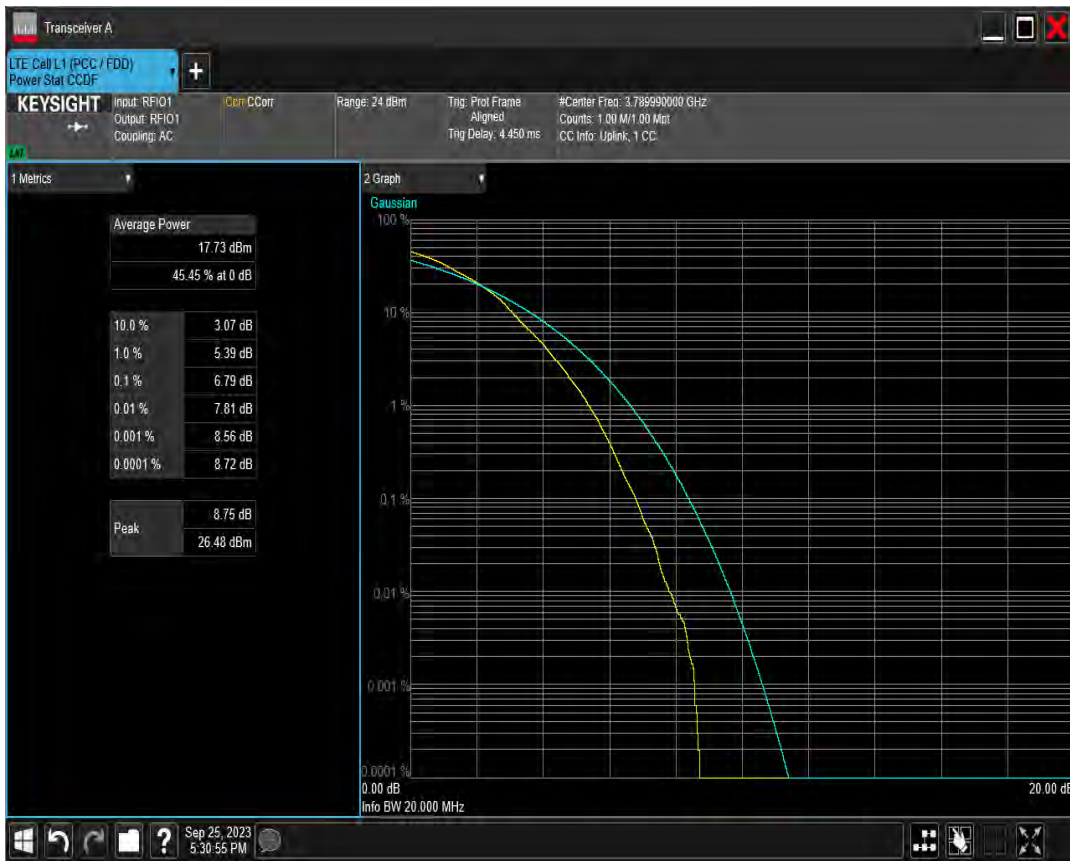 Transceiver A
LTE Cell L1 (PCC / FDD)
Power Stat CCDF
+
KEYSIGHT
Input: RFIO1
Output: RFIO1
Coupling: AC
Corr CCorr
Range: 24 dBm
Trig: Prot Frame
Aligned
Trig Delay: 4.450 ms
#Center Freq: 3.789990000 GHz
Counts: 1.00 M/1.00 Mpt
CC Info: Uplink, 1 CC
LXT
1 Metrics
Average Power
17.73 dBm
45.45 % at 0 dB
10.0 % 3.07 dB
1.0 % 5.39 dB
0.1 % 6.79 dB
0.01 % 7.81 dB
0.001 % 8.56 dB
0.0001 % 8.72 dB
Peak
8.75 dB
26.48 dBm
2 Graph
Gaussian
100 %
10 %
1 %
0.1 %
0.01 %
0.001 %
0.0001 %
0.00 dB
20.00 dB
Info BW 20.000 MHz
?
Sep 25, 2023
5:30:55 PM